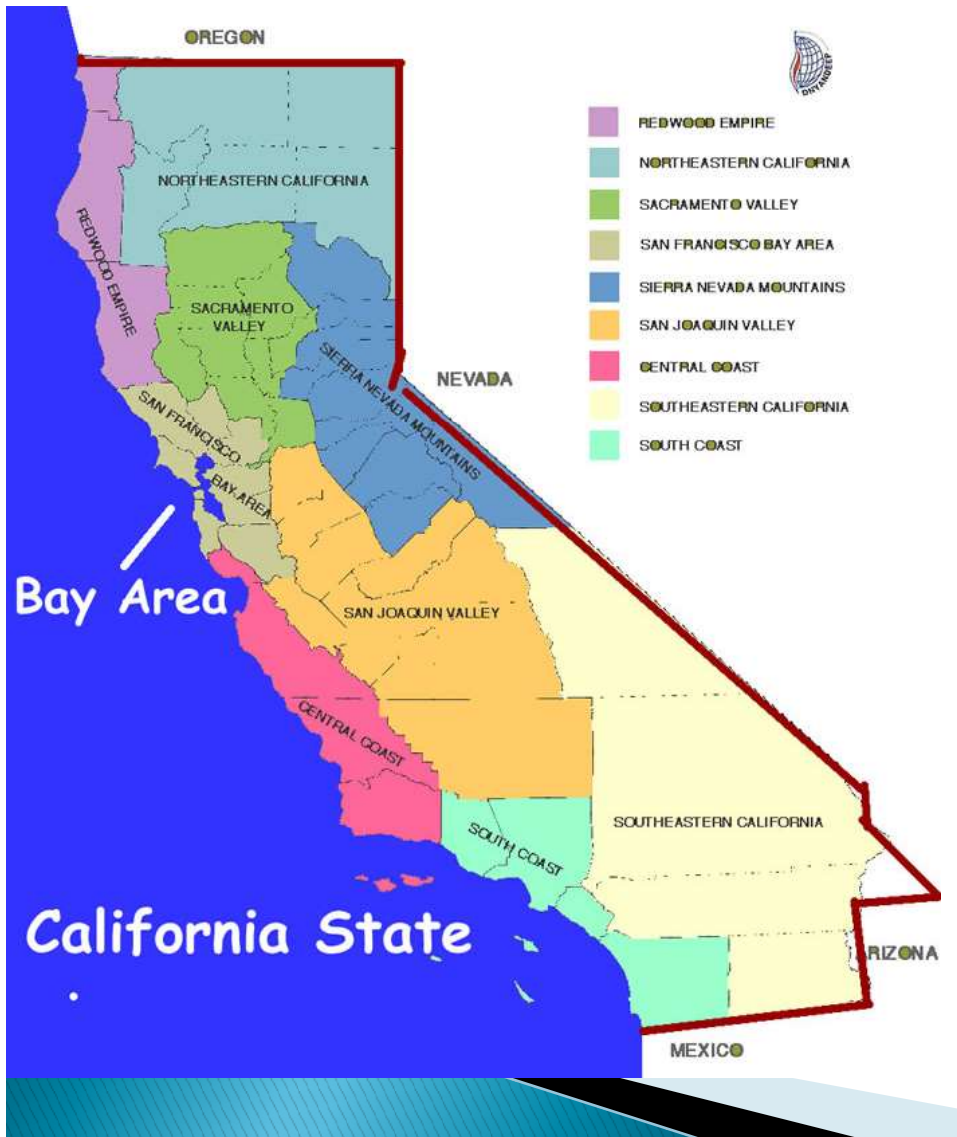 OREGON
DNYANDEEP
REDWOOD EMPIRE
NORTHEASTERN CALIFORNIA
SACRAMENTO VALLEY
SAN FRANCISCO BAY AREA
SIERRA NEVADA MOUNTAINS
SAN JOAQUIN VALLEY
CENTRAL COAST
SOUTHEASTERN CALIFORNIA
SOUTH COAST
NORTHEASTERN CALIFORNIA
REDWOOD EMPIRE
SACRAMENTO
VALLEY
SIERRA NEVADA MOUNTAINS
NEVADA
SAN FRANCISCO
BAY AREA
Bay Area
SAN JOAQUIN VALLEY
CENTRAL COAST
SOUTHEASTERN CALIFORNIA
SOUTH COAST
California State
ARIZONA
MEXICO